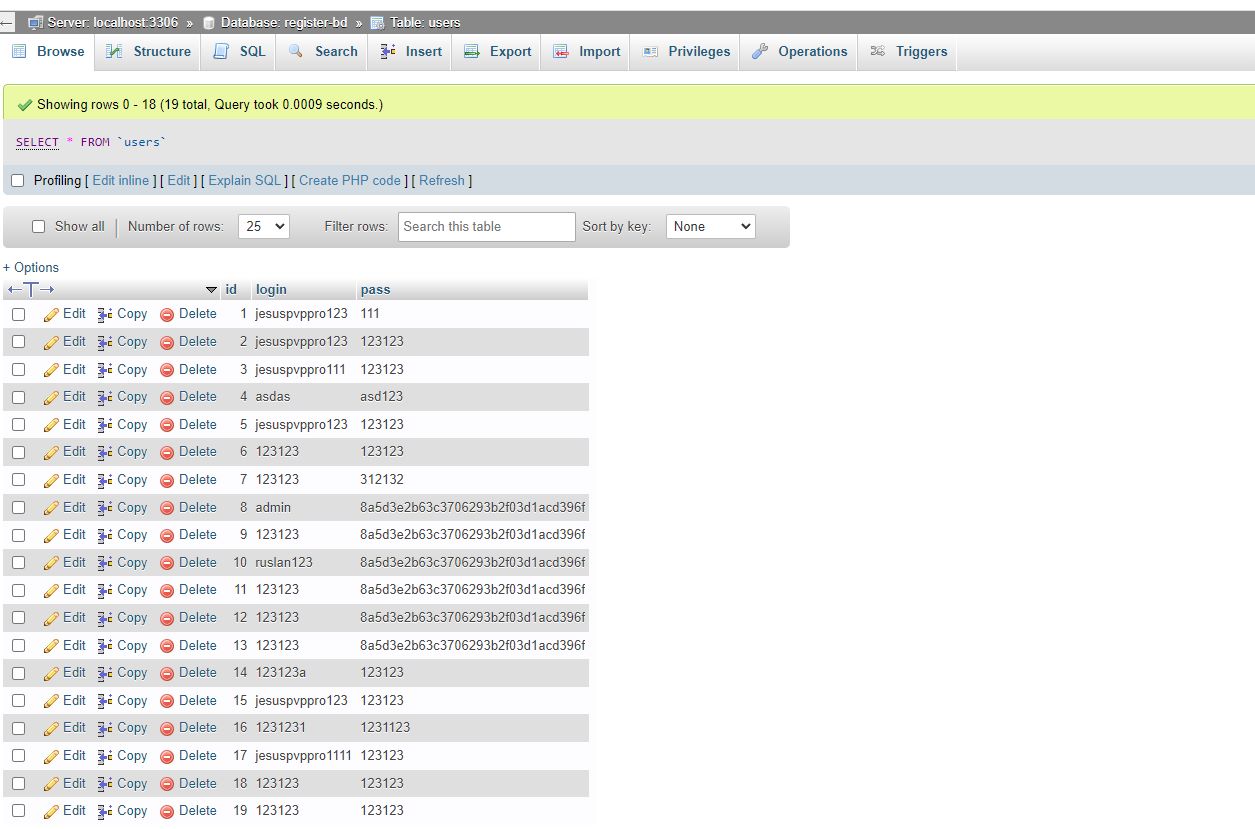 Server: localhost:3306 » Database: register-bd » Table: users
Browse Structure SQL Search Insert Export Import Privileges Operations Triggers
Showing rows 0 - 18 (19 total, Query took 0.0009 seconds.)
SELECT * FROM `users`
Profiling [ Edit inline ] [ Edit ] [ Explain SQL ] [ Create PHP code ] [ Refresh ]
Show all Number of rows: 25 Filter rows: Search this table Sort by key: None
+ Options
←T→ id login pass
Edit Copy Delete 1 jesuspvppro123 111
Edit Copy Delete 2 jesuspvppro123 123123
Edit Copy Delete 3 jesuspvppro111 123123
Edit Copy Delete 4 asdas asd123
Edit Copy Delete 5 jesuspvppro123 123123
Edit Copy Delete 6 123123 123123
Edit Copy Delete 7 123123 312132
Edit Copy Delete 8 admin 8a5d3e2b63c3706293b2f03d1acd396f
Edit Copy Delete 9 123123 8a5d3e2b63c3706293b2f03d1acd396f
Edit Copy Delete 10 ruslan123 8a5d3e2b63c3706293b2f03d1acd396f
Edit Copy Delete 11 123123 8a5d3e2b63c3706293b2f03d1acd396f
Edit Copy Delete 12 123123 8a5d3e2b63c3706293b2f03d1acd396f
Edit Copy Delete 13 123123 8a5d3e2b63c3706293b2f03d1acd396f
Edit Copy Delete 14 123123a 123123
Edit Copy Delete 15 jesuspvppro123 123123
Edit Copy Delete 16 1231231 1231123
Edit Copy Delete 17 jesuspvppro1111 123123
Edit Copy Delete 18 123123 123123
Edit Copy Delete 19 123123 123123